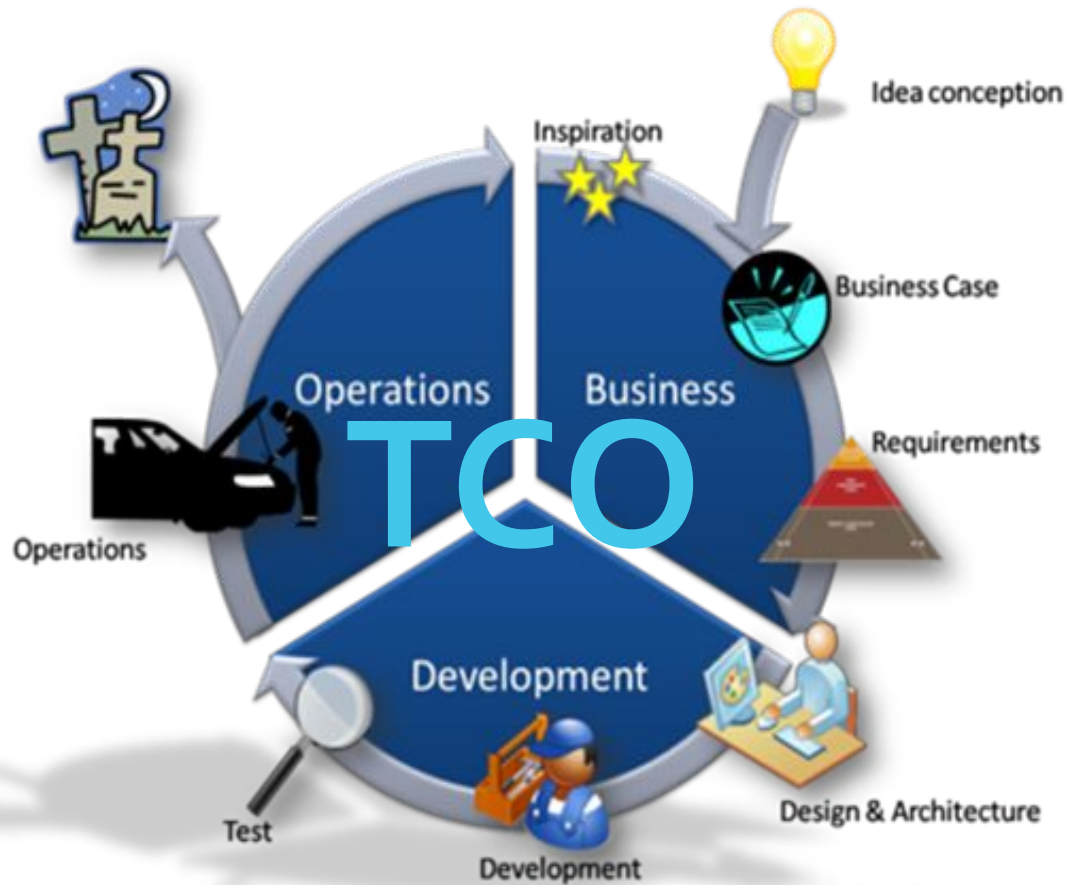 Idea conception
Inspiration
Business Case
Operations
Business
TCO
Requirements
Operations
Development
Design & Architecture
Test
Development